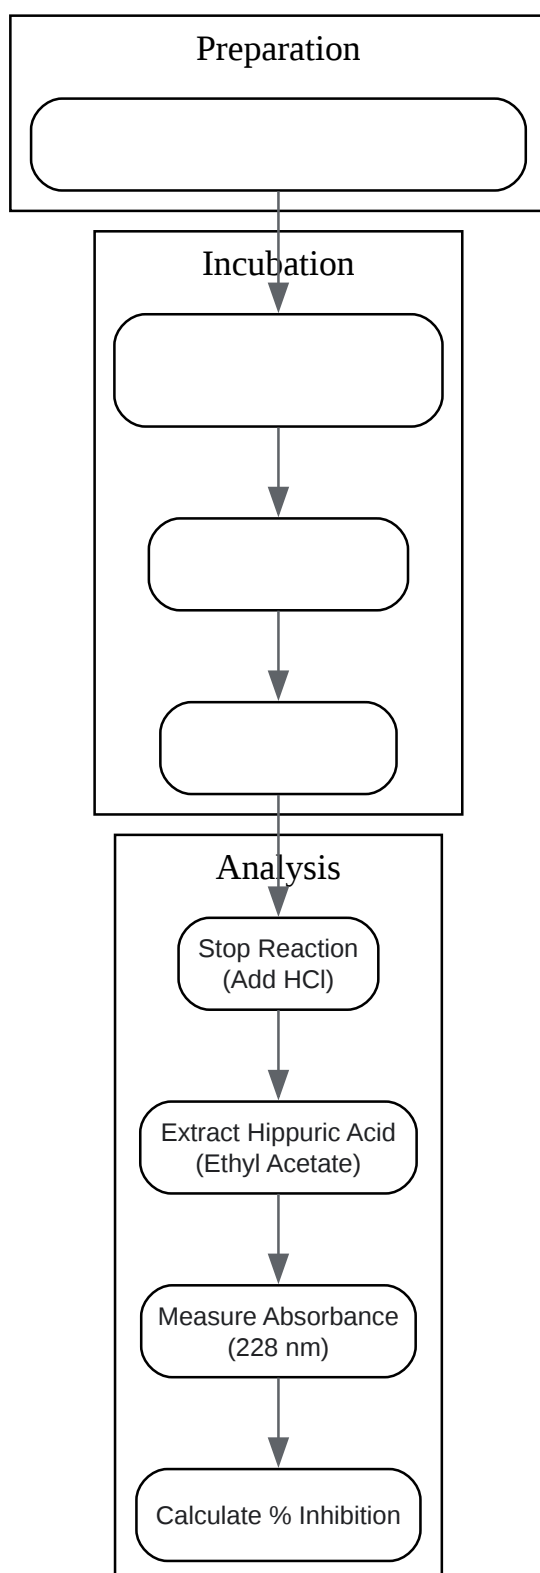 Preparation
Incubation
Analysis
Stop Reaction
(Add HCl)
Extract Hippuric Acid
(Ethyl Acetate)
Measure Absorbance
(228 nm)
Calculate % Inhibition